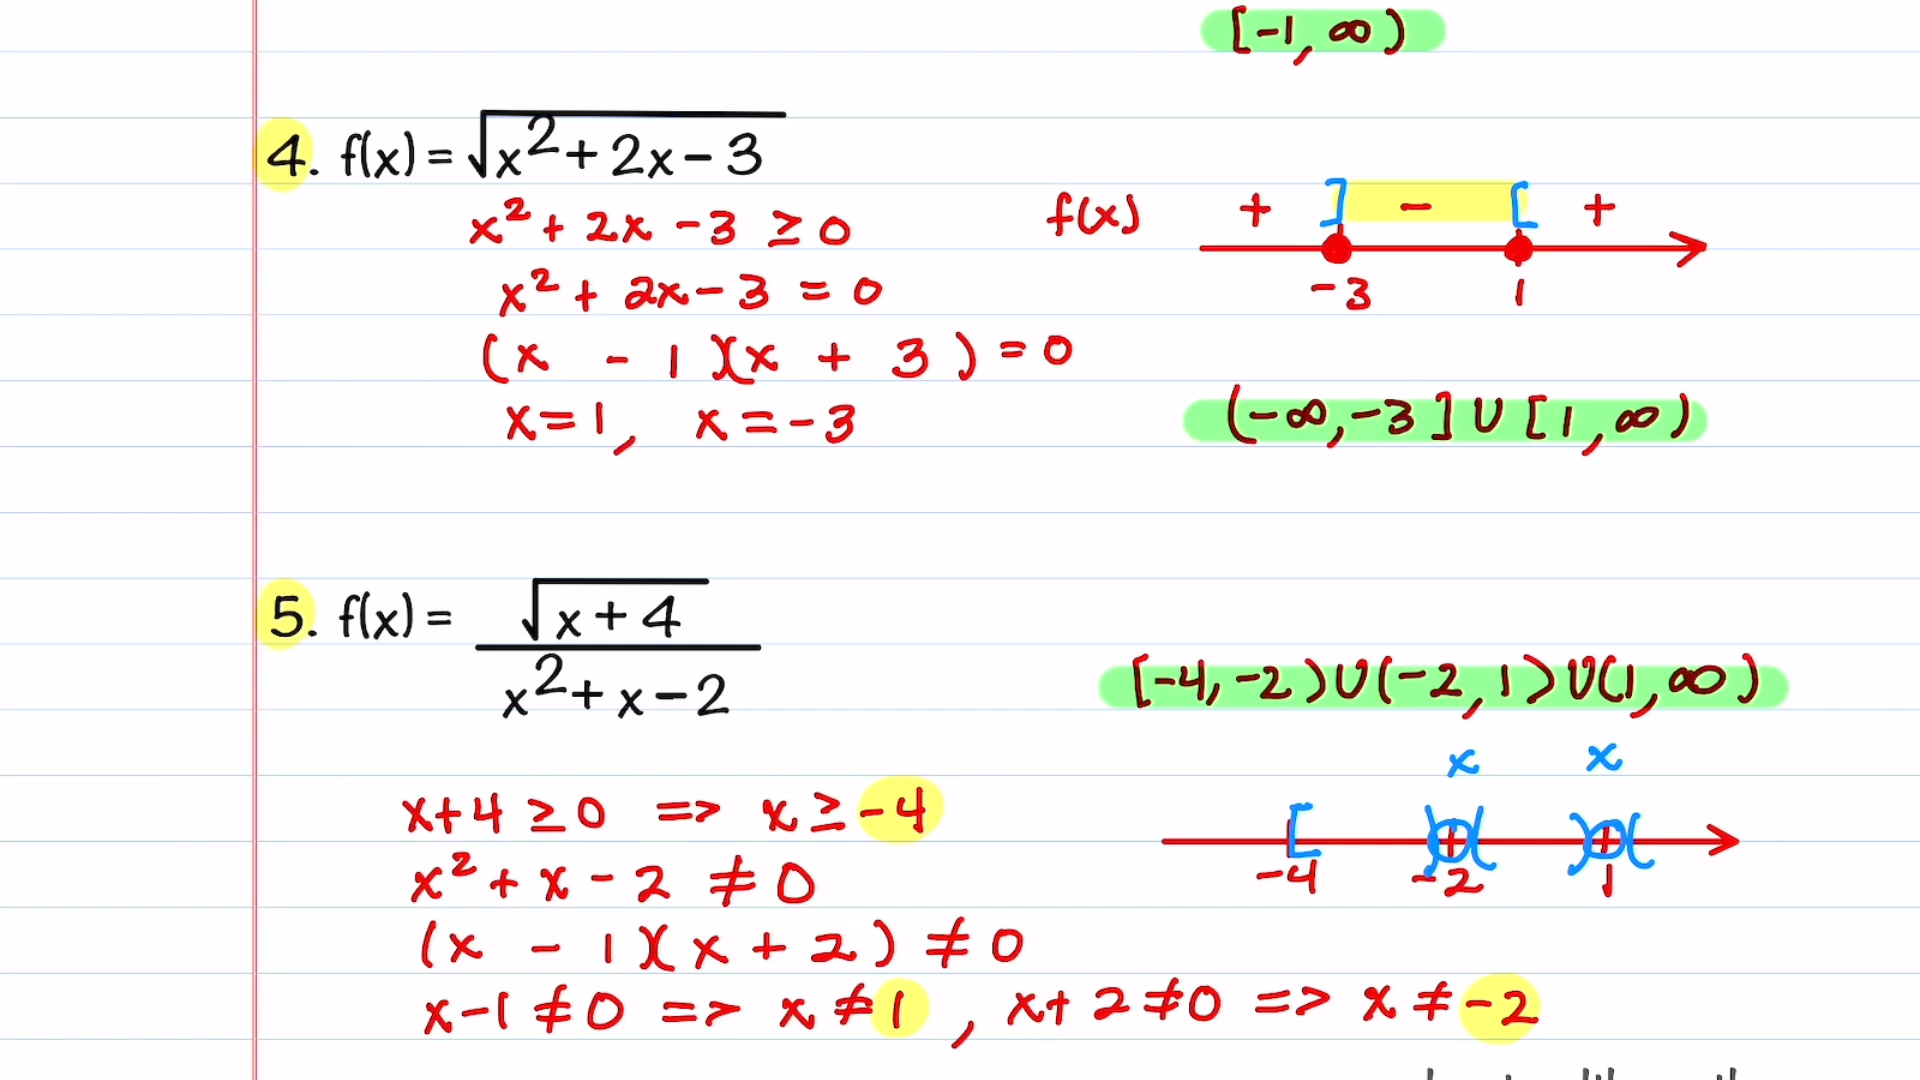 [-1, ∞)
4. f(x) = √(x²+2x-3)
x² + 2x - 3 ≥ 0
x² + 2x - 3 = 0
(x - 1)(x + 3) = 0
x = 1, x = -3
f(x) + ] - [ +
-3 1
(-∞, -3] ∪ [1, ∞)
5. f(x) = √(x+4) / (x²+x-2)
[-4, -2) ∪ (-2, 1) ∪ (1, ∞)
x x
[ )( )(
-4 -2 1
x+4 ≥ 0 => x ≥ -4
x² + x - 2 ≠ 0
(x - 1)(x + 2) ≠ 0
x-1 ≠ 0 => x ≠ 1, x+2 ≠ 0 => x ≠ -2